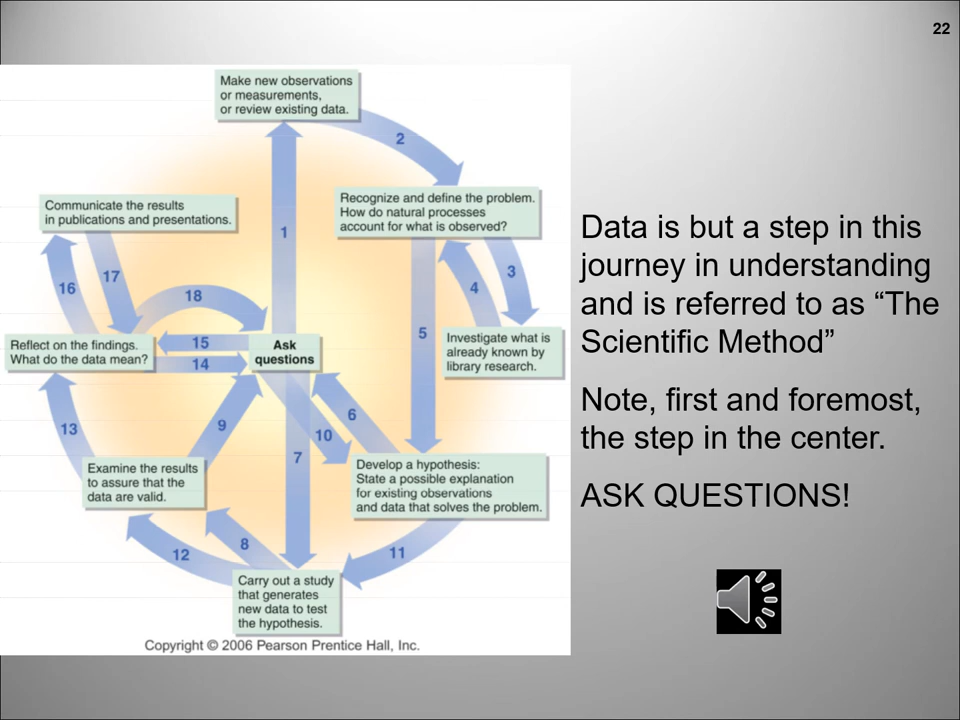 22
Make new observations
or measurements,
or review existing data.
2
Communicate the results
in publications and presentations.
Recognize and define the problem.
How do natural processes
account for what is observed?
1
16
17
18
3
4
5
Reflect on the findings.
What do the data mean?
15
14
Ask
questions
Investigate what is
already known by
library research.
13
9
6
10
7
Examine the results
to assure that the
data are valid.
Develop a hypothesis:
State a possible explanation
for existing observations
and data that solves the problem.
12
8
11
Carry out a study
that generates
new data to test
the hypothesis.
Copyright © 2006 Pearson Prentice Hall, Inc.
Data is but a step in this
journey in understanding
and is referred to as “The
Scientific Method”
Note, first and foremost,
the step in the center.
ASK QUESTIONS!